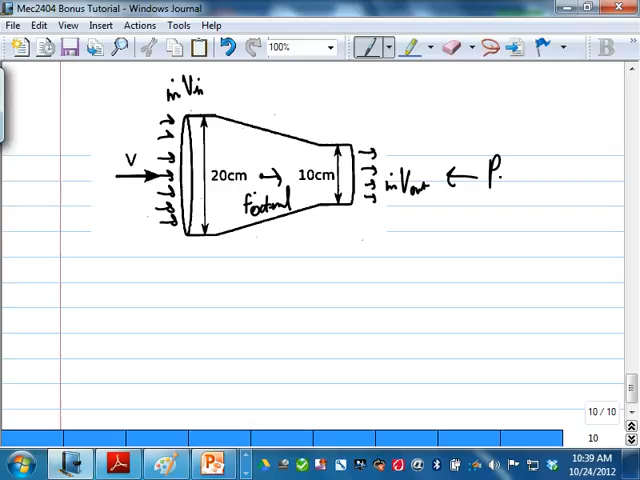 Mec2404 Bonus Tutorial - Windows Journal
File Edit View Insert Actions Tools Help
100%
B
ṁVin
V
20cm
10cm
ṁVout
P.
10 / 10
10
10:39 AM
10/24/2012